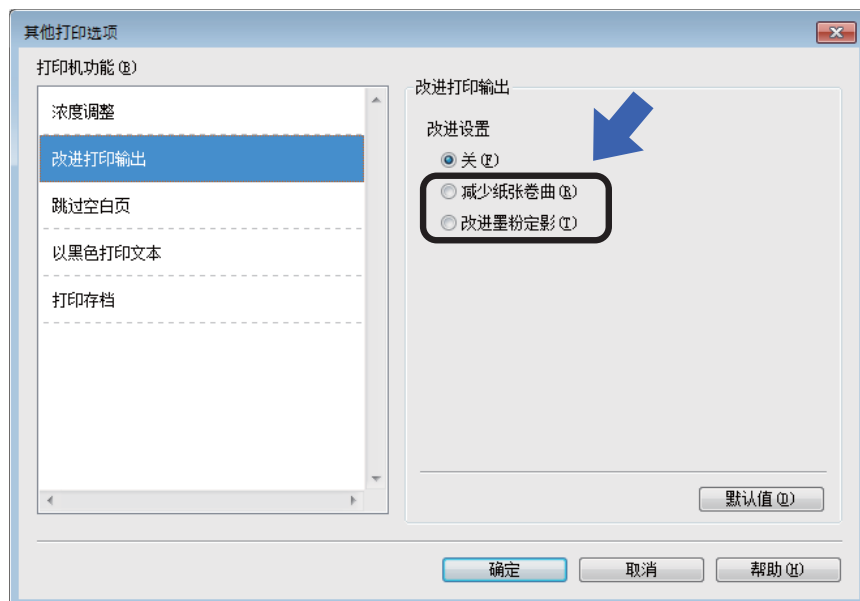 其他打印选项
打印机功能(B)
浓度调整
改进打印输出
跳过空白页
以黑色打印文本
打印存档
改进打印输出
改进设置
关(F)
减少纸张卷曲(R)
改进墨粉定影(T)
默认值(D)
确定
取消
帮助(H)